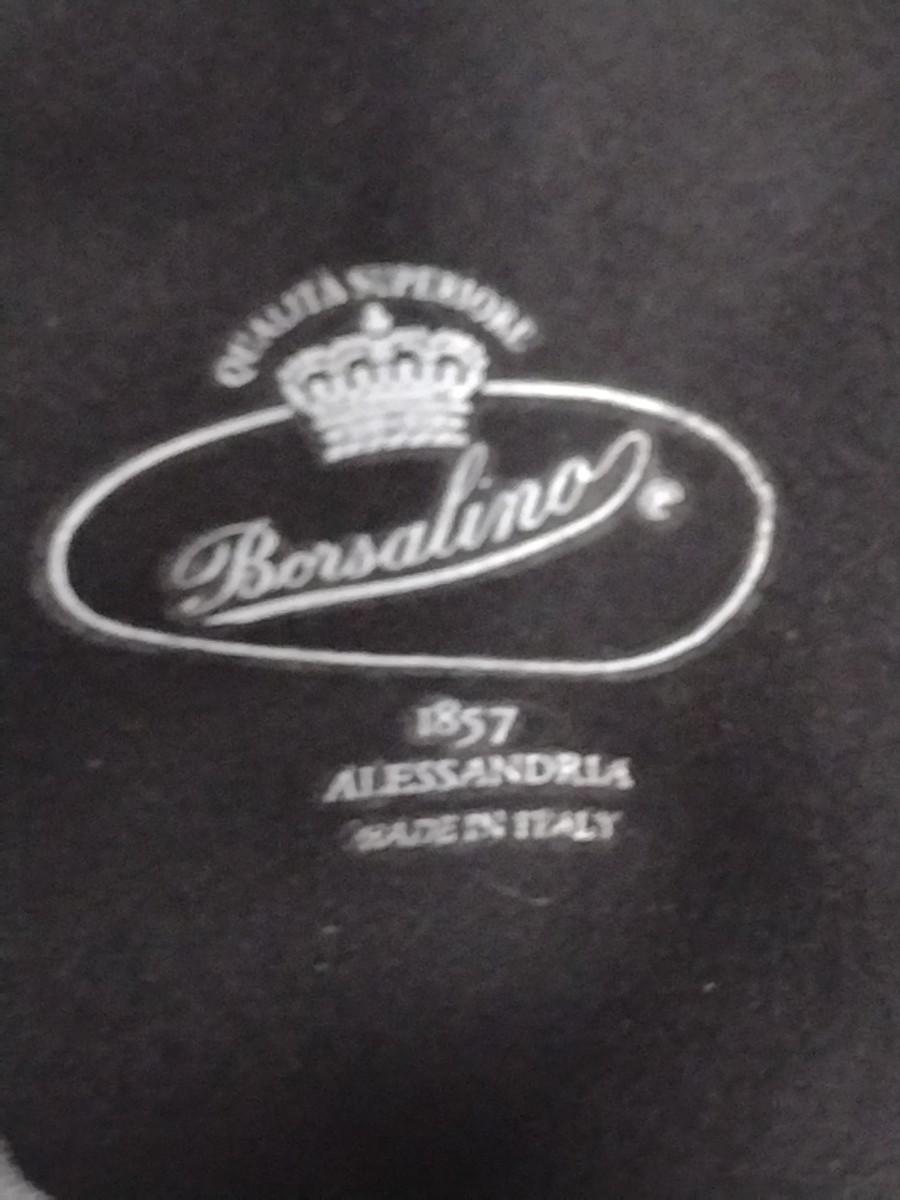 QUALITÀ SUPERIORE
Borsalino
1857
ALESSANDRIA
MADE IN ITALY